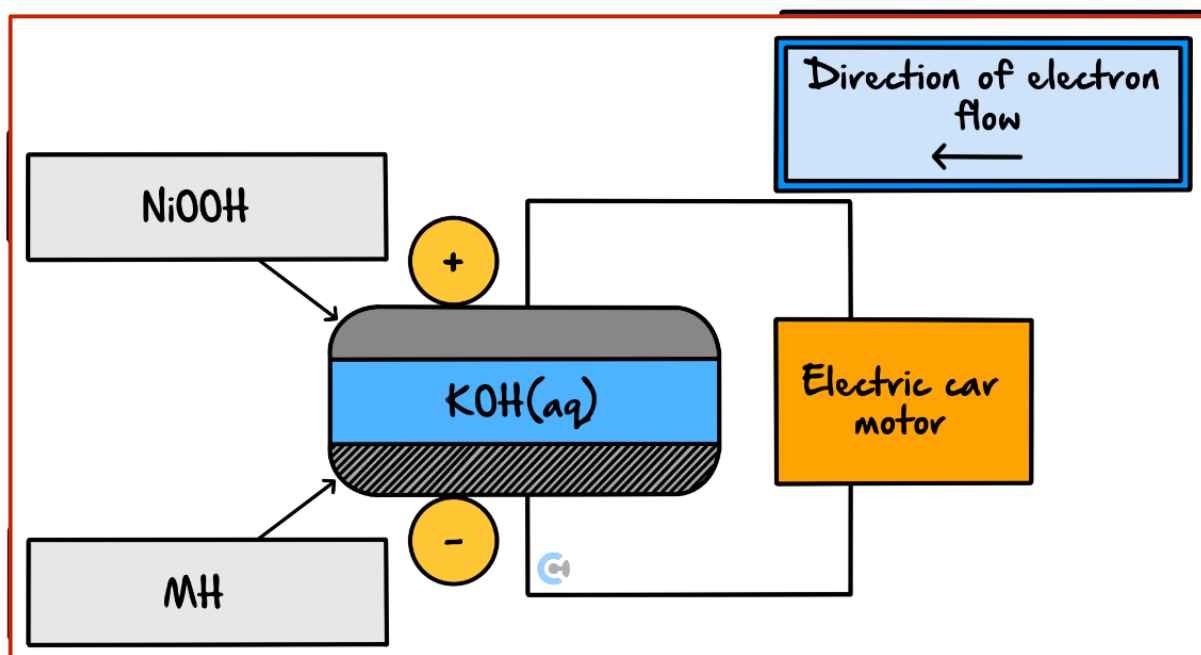 Direction of electron
flow
←
NiOOH
+
KOH(aq)
Electric car
motor
-
MH